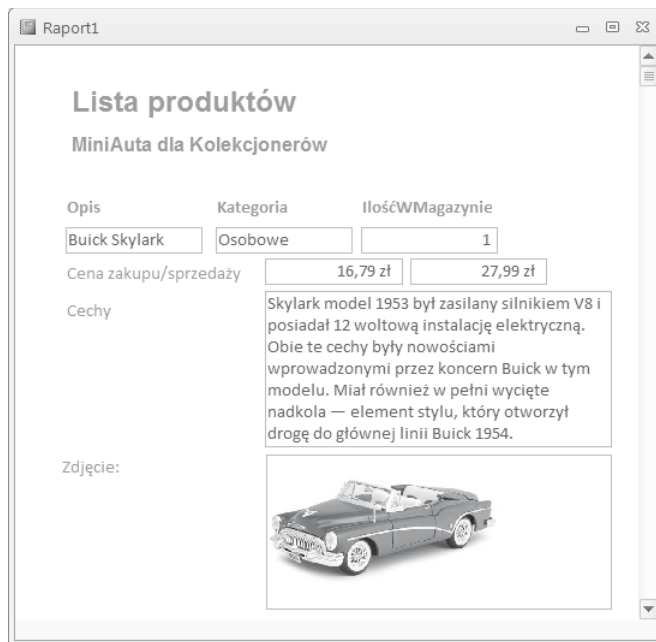 Raport1
Lista produktów
MiniAuta dla Kolekcjonerów
Opis Kategoria IlośćWMagazynie
Buick Skylark Osobowe 1
Cena zakupu/sprzedaży 16,79 zł 27,99 zł
Cechy
Skylark model 1953 był zasilany silnikiem V8 i
posiadał 12 woltową instalację elektryczną.
Obie te cechy były nowościami
wprowadzonymi przez koncern Buick w tym
modelu. Miał również w pełni wycięte
nadkola — element stylu, który otworzył
drogę do głównej linii Buick 1954.
Zdjęcie: